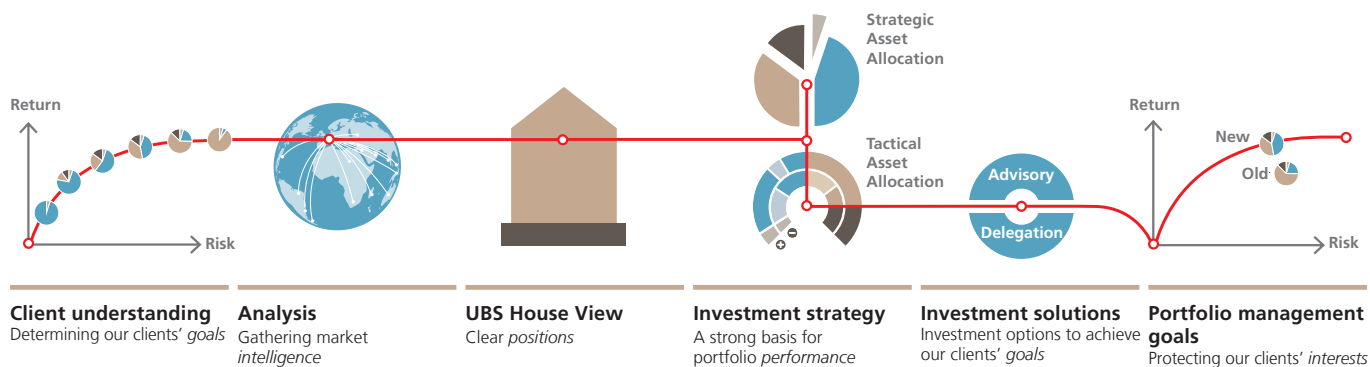 Strategic
Asset
Allocation
Return
Risk
Tactical
Asset
Allocation
Advisory
Delegation
Return
New
Old
Risk
Client understanding
Determining our clients' goals
Analysis
Gathering market
intelligence
UBS House View
Clear positions
Investment strategy
A strong basis for
portfolio performance
Investment solutions
Investment options to achieve
our clients' goals
Portfolio management
goals
Protecting our clients' interests